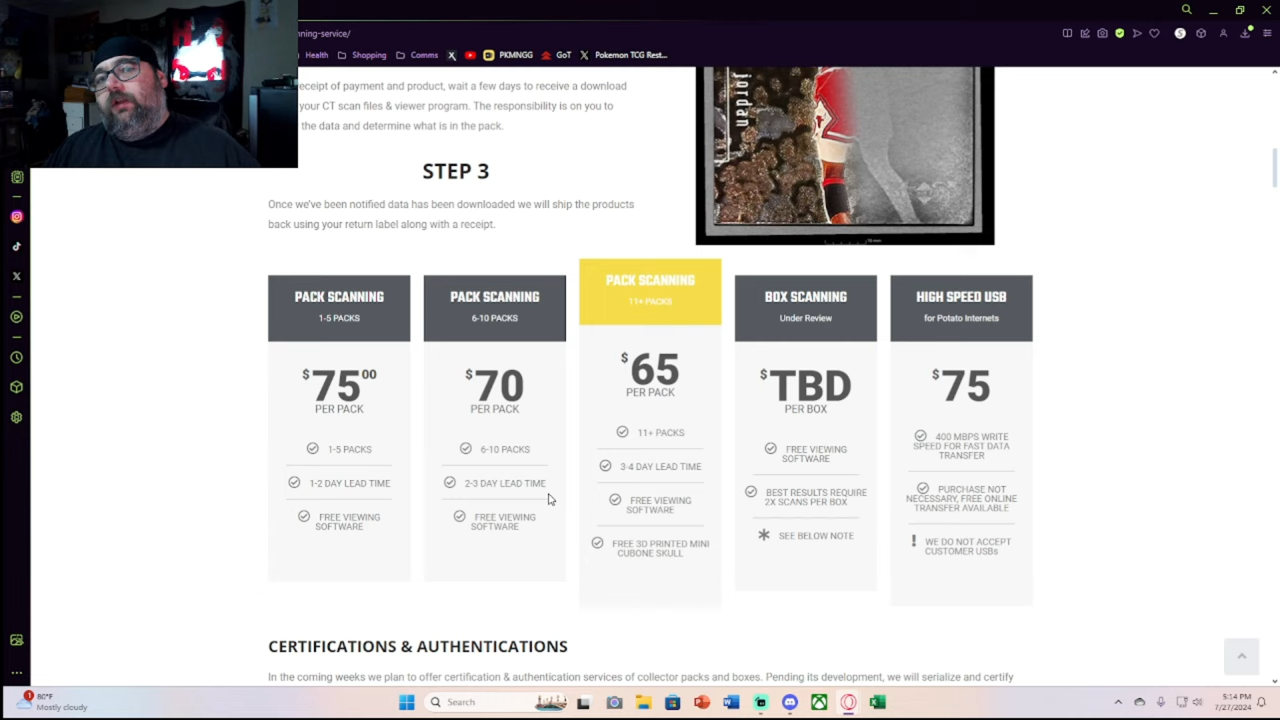 nning-service/
Health
Shopping
Comms
PKMNGG
GoT
Pokemon TCG Rest...
eceipt of payment and product, wait a few days to receive a download
your CT scan files & viewer program. The responsibility is on you to
the data and determine what is in the pack.
jordan
STEP 3
Once we've been notified data has been downloaded we will ship the products
back using your return label along with a receipt.
PACK SCANNING
1-5 PACKS
$75 00
PER PACK
1-5 PACKS
1-2 DAY LEAD TIME
FREE VIEWING
SOFTWARE
PACK SCANNING
6-10 PACKS
$70
PER PACK
6-10 PACKS
2-3 DAY LEAD TIME
FREE VIEWING
SOFTWARE
PACK SCANNING
11+ PACKS
$65
PER PACK
11+ PACKS
3-4 DAY LEAD TIME
FREE VIEWING
SOFTWARE
FREE 3D PRINTED MINI
CUBONE SKULL
BOX SCANNING
Under Review
$TBD
PER BOX
FREE VIEWING
SOFTWARE
BEST RESULTS REQUIRE
2X SCANS PER BOX
SEE BELOW NOTE
HIGH SPEED USB
for Potato Internets
$75
400 MBPS WRITE
SPEED FOR FAST DATA
TRANSFER
PURCHASE NOT
NECESSARY, FREE ONLINE
TRANSFER AVAILABLE
WE DO NOT ACCEPT
CUSTOMER USBs
CERTIFICATIONS & AUTHENTICATIONS
In the coming weeks we plan to offer certification & authentication services of collector packs and boxes. Pending its development, we will serialize and certify
80°F
Mostly cloudy
Search
5:14 PM
7/27/2024